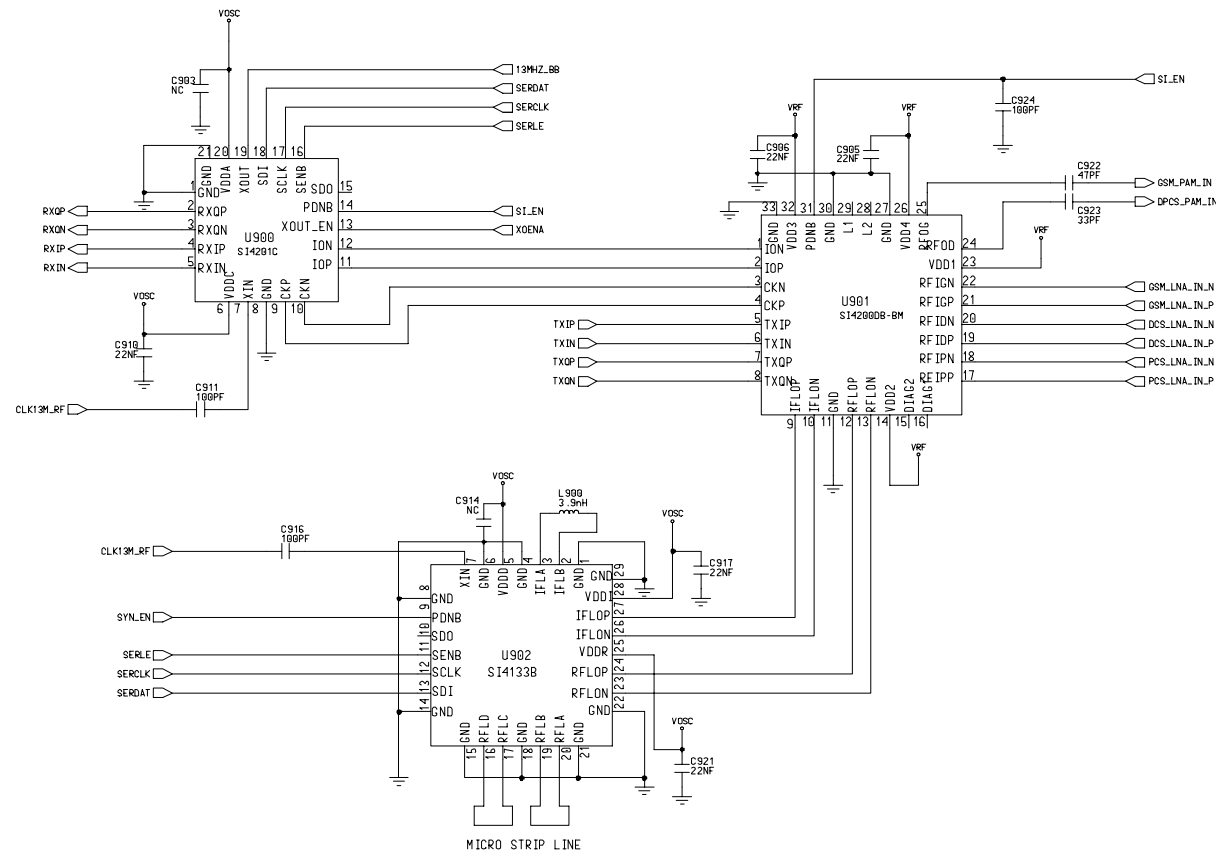 VOSC
C903
NC
13MHZ_BB
SERDAT
SERCLK
SERLE
21 20 19 18 17 16
GND VDDA XOUT SDI SCLK SENB
1 GND
2 RXQP
3 RXQN
4 RXIP
5 RXIN
RXQP
RXQN
RXIP
RXIN
SDO 15
PDNB 14
XOUT_EN 13
ION 12
IOP 11
SI_EN
XOENA
U900
SI4201C
VDDC XIN GND CKP CKN
6 7 8 9 10
VOSC
C910
22NF
C911
100PF
CLK13M_RF
SI_EN
C924
100PF
VRF
VRF
C906
22NF
C905
22NF
C922
47PF
GSM_PAM_IN
C923
33PF
DPCS_PAM_IN
33 32 31 30 29 28 27 26 25
GND VDD3 PDNB GND L1 L2 GND VDD4 RFOG
1 ION
2 IOP
3 CKN
4 CKP
5 TXIP
6 TXIN
7 TXQP
8 TXQN
TXIP
TXIN
TXQP
TXQN
U901
SI4200DB-BM
RFOD 24
VDD1 23
RFIGN 22
RFIGP 21
RFIDN 20
RFIDP 19
RFIPN 18
RFIPP 17
VRF
GSM_LNA_IN_N
GSM_LNA_IN_P
DCS_LNA_IN_N
DCS_LNA_IN_P
PCS_LNA_IN_N
PCS_LNA_IN_P
IFLOP IFLON GND RFLOP RFLON VDD2 DIAG2 DIAG1
9 10 11 12 13 14 15 16
VRF
VOSC
C914
NC
L900
3.9nH
C916
100PF
CLK13M_RF
VOSC
C917
22NF
7 6 5 4 3 2 1
XIN GND VDDD GND IFLA IFLB GND
8 GND
9 PDNB
10 SDO
11 SENB
12 SCLK
13 SDI
14 GND
SYN_EN
SERLE
SERCLK
SERDAT
U902
SI4133B
GND 29
VDDI 28
IFLOP 27
IFLON 26
VDDR 25
RFLOP 24
RFLON 23
GND 22
GND RFLD RFLC GND RFLB RFLA GND
15 16 17 18 19 20 21
VOSC
C921
22NF
MICRO STRIP LINE